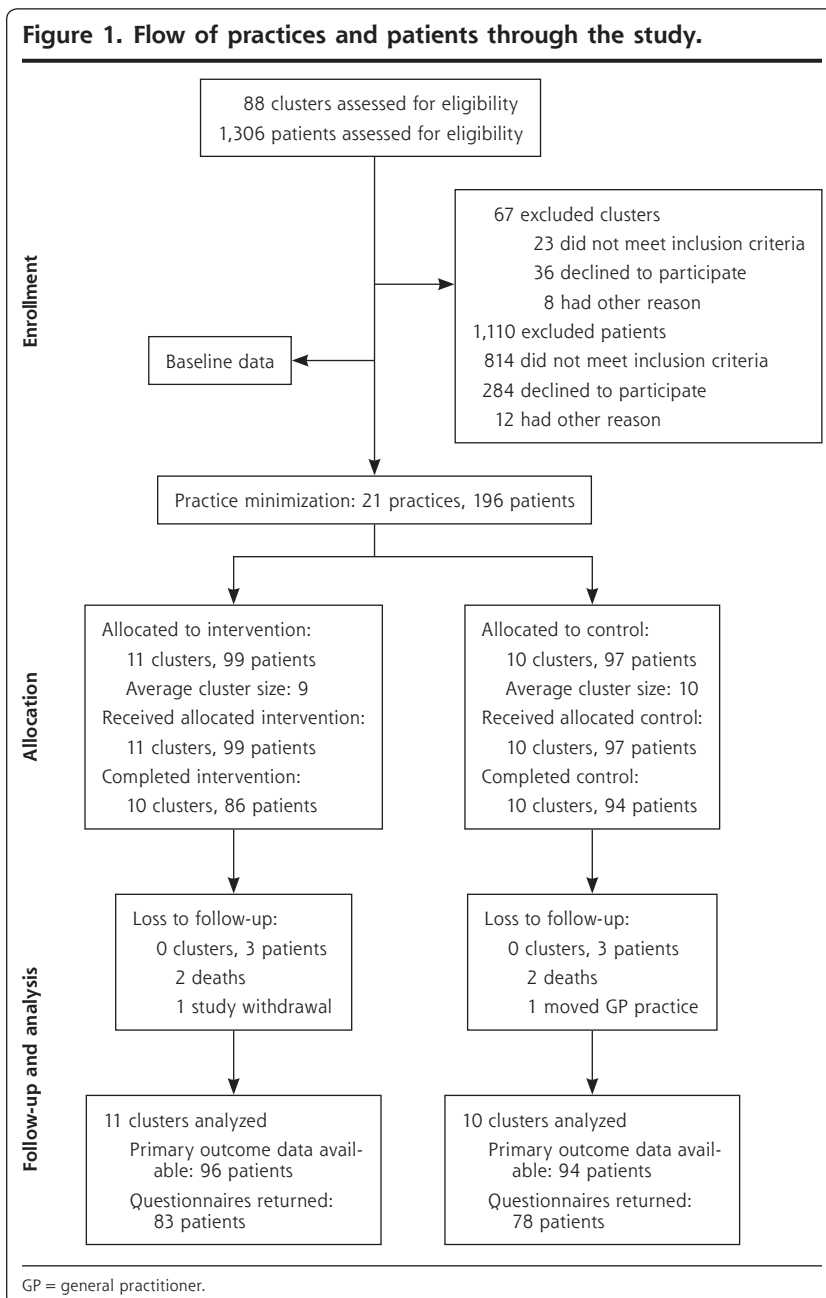 Figure 1. Flow of practices and patients through the study.
88 clusters assessed for eligibility
1,306 patients assessed for eligibility
Enrollment
67 excluded clusters
23 did not meet inclusion criteria
36 declined to participate
8 had other reason
1,110 excluded patients
814 did not meet inclusion criteria
284 declined to participate
12 had other reason
Baseline data
Practice minimization: 21 practices, 196 patients
Allocation
Allocated to intervention:
11 clusters, 99 patients
Average cluster size: 9
Received allocated intervention:
11 clusters, 99 patients
Completed intervention:
10 clusters, 86 patients
Allocated to control:
10 clusters, 97 patients
Average cluster size: 10
Received allocated control:
10 clusters, 97 patients
Completed control:
10 clusters, 94 patients
Follow-up and analysis
Loss to follow-up:
0 clusters, 3 patients
2 deaths
1 study withdrawal
Loss to follow-up:
0 clusters, 3 patients
2 deaths
1 moved GP practice
11 clusters analyzed
Primary outcome data avail-
able: 96 patients
Questionnaires returned:
83 patients
10 clusters analyzed
Primary outcome data avail-
able: 94 patients
Questionnaires returned:
78 patients
GP = general practitioner.